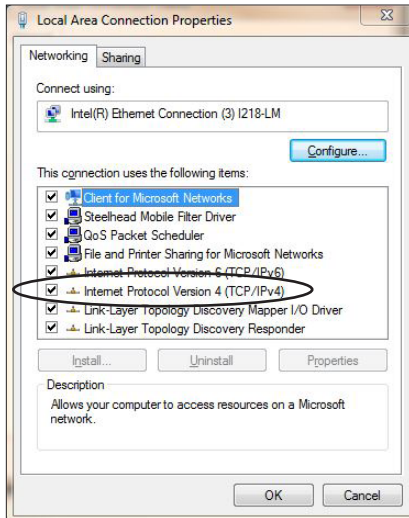 Local Area Connection Properties
Networking Sharing
Connect using:
Intel(R) Ethernet Connection (3) I218-LM
Configure...
This connection uses the following items:
Client for Microsoft Networks
Steelhead Mobile Filter Driver
QoS Packet Scheduler
File and Printer Sharing for Microsoft Networks
Internet Protocol Version 6 (TCP/IPv6)
Internet Protocol Version 4 (TCP/IPv4)
Link-Layer Topology Discovery Mapper I/O Driver
Link-Layer Topology Discovery Responder
Install... Uninstall Properties
Description
Allows your computer to access resources on a Microsoft
network.
OK Cancel